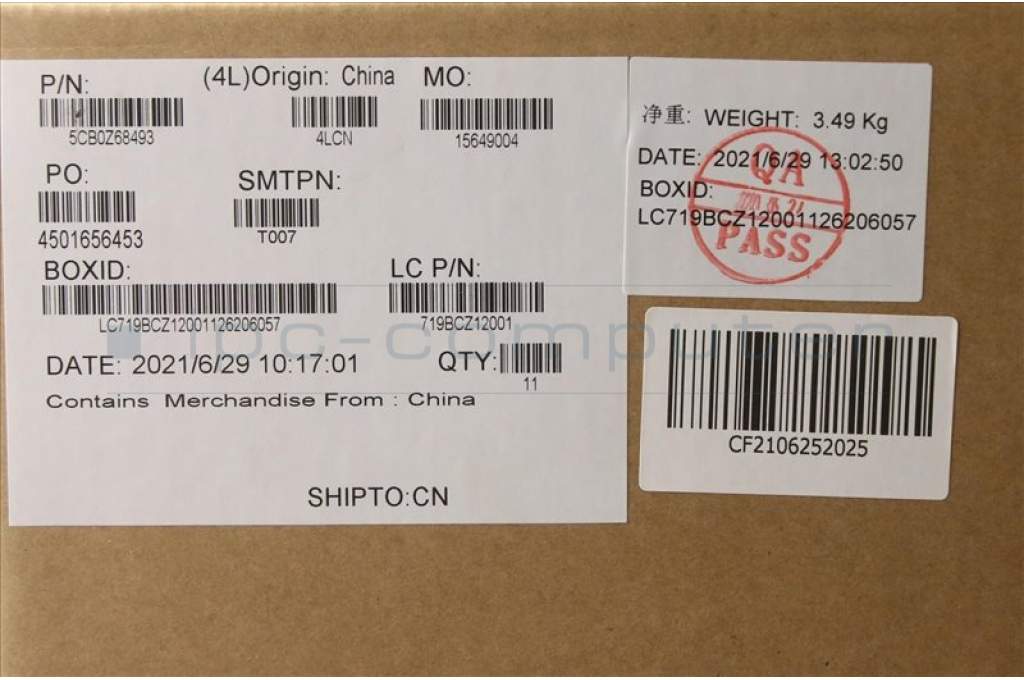 P/N:
5CB0Z68493
(4L)Origin: China
4LCN
MO:
15649004
PO:
4501656453
SMTPN:
T007
BOXID:
LC719BCZ12001126206057
LC P/N:
719BCZ12001
DATE: 2021/6/29 10:17:01
QTY:
11
Contains Merchandise From : China
SHIPTO:CN
净重: WEIGHT: 3.49 Kg
DATE: 2021/6/29 13:02:50
BOXID:
LC719BCZ12001126206057
QA
PASS
CF2106252025
ipc-computer